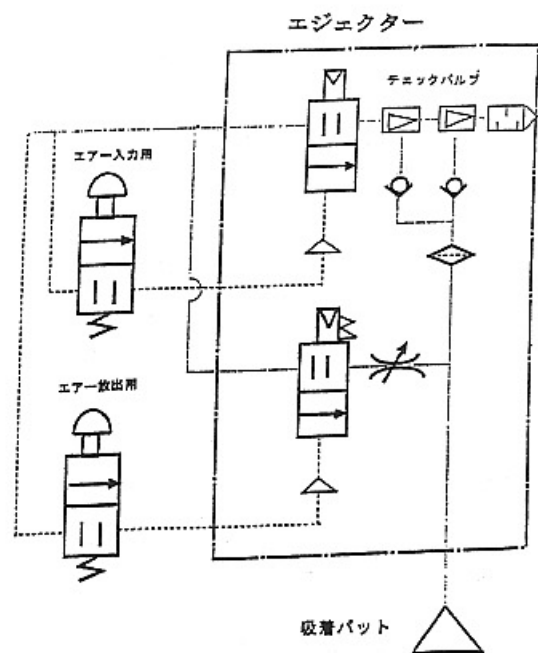 エジェクター
チェックバルブ
エアー入力用
エアー放出用
吸着パット